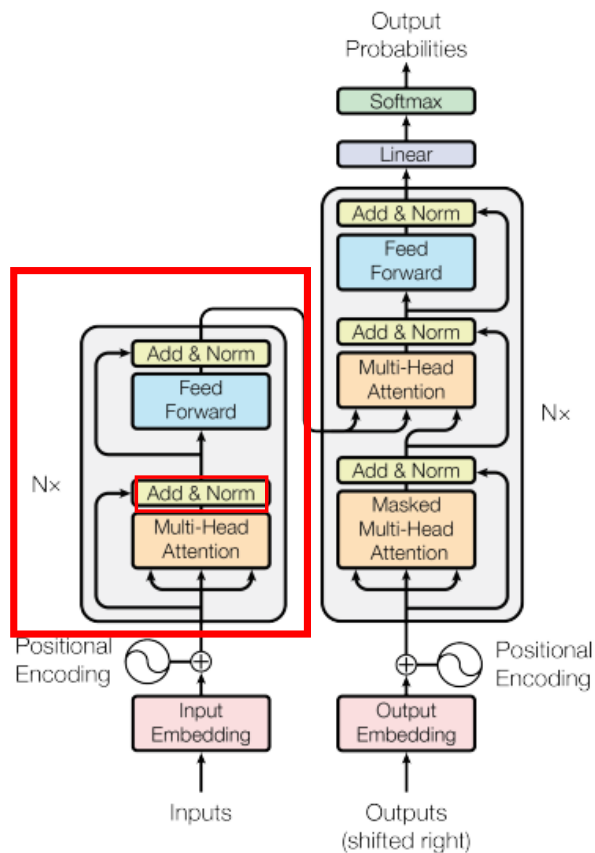 Output
Probabilities
Softmax
Linear
Add & Norm
Feed
Forward
Add & Norm
Multi-Head
Attention
Add & Norm
Masked
Multi-Head
Attention
N×
Add & Norm
Feed
Forward
N×
Add & Norm
Multi-Head
Attention
Positional
Encoding
Positional
Encoding
Input
Embedding
Output
Embedding
Inputs
Outputs
(shifted right)